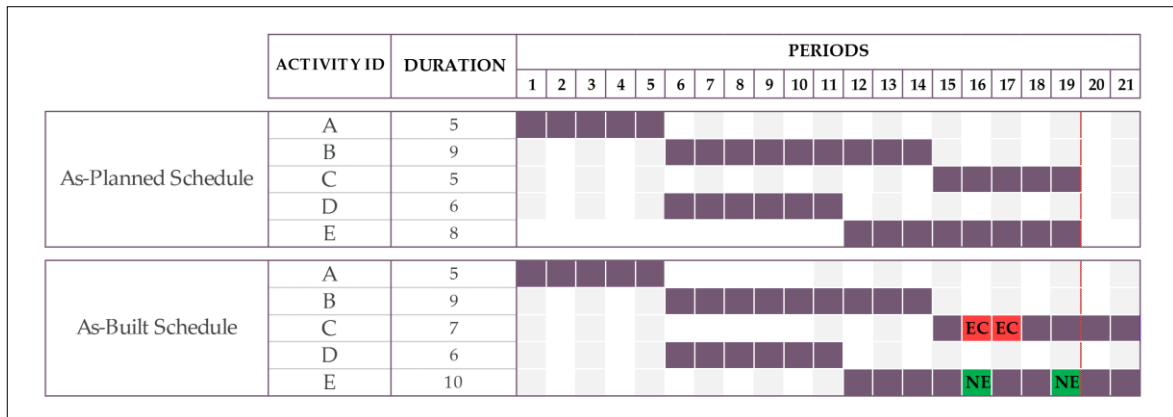 ACTIVITY ID DURATION PERIODS
1 2 3 4 5 6 7 8 9 10 11 12 13 14 15 16 17 18 19 20 21
As-Planned Schedule
A 5
B 9
C 5
D 6
E 8
As-Built Schedule
A 5
B 9
C 7 EC EC
D 6
E 10 NE NE